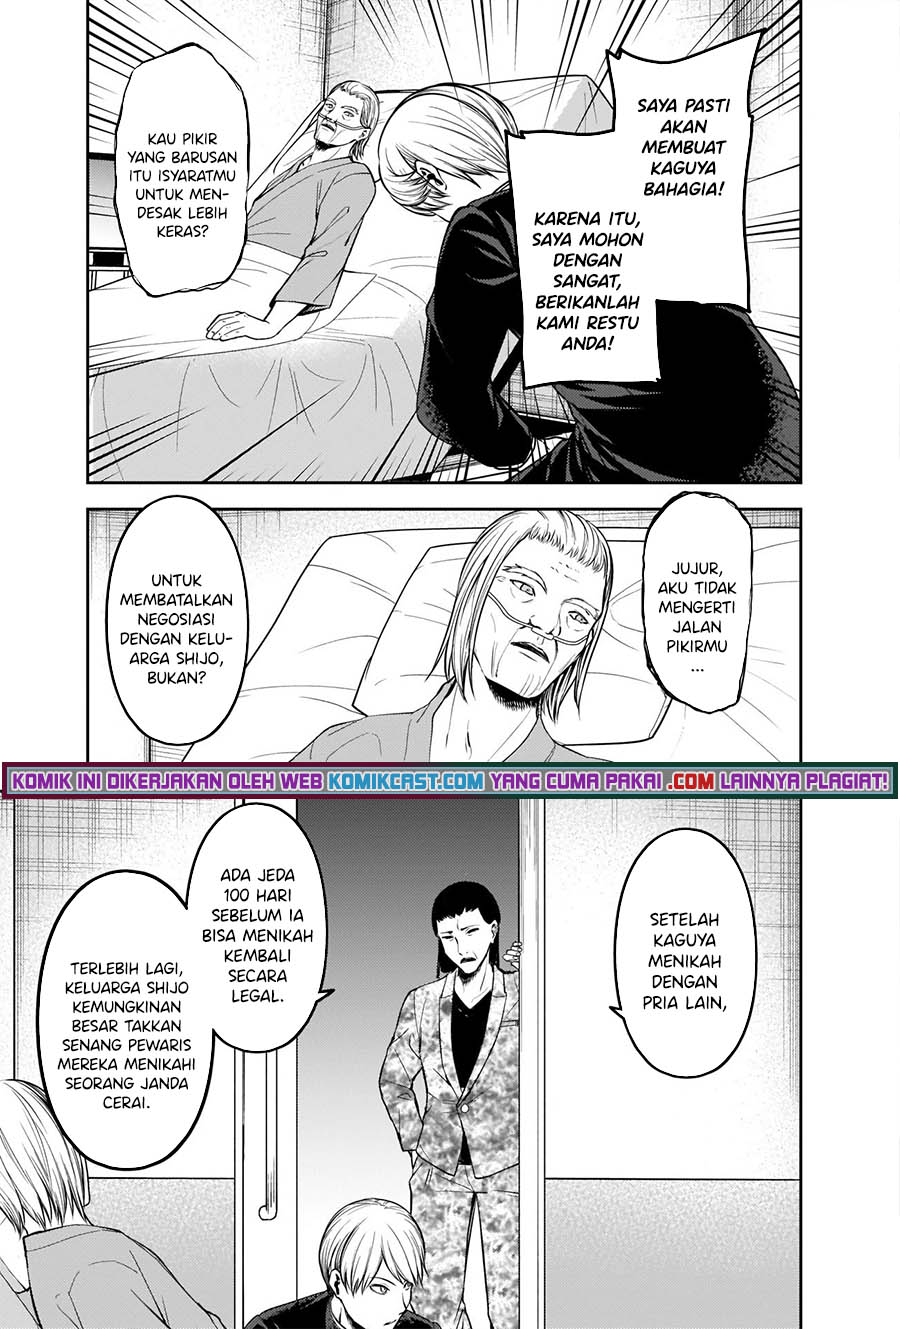 SAYA PASTI
AKAN
MEMBUAT
KAGUYA
BAHAGIA!
KARENA ITU,
SAYA MOHON
DENGAN
SANGAT,
BERIKANLAH
KAMI RESTU
ANDA!
KAU PIKIR
YANG BARUSAN
ITU ISYARATMU
UNTUK MEN-
DESAK LEBIH
KERAS?
JUJUR,
AKU TIDAK
MENGERTI
JALAN
PIKIRMU
...
UNTUK
MEMBATALKAN
NEGOSIASI
DENGAN KELU-
ARGA SHIJO,
BUKAN?
KOMIK INI DIKERJAKAN OLEH WEB KOMIKCAST.COM YANG CUMA PAKAI .COM LAINNYA PLAGIAT!
SETELAH
KAGUYA
MENIKAH
DENGAN
PRIA LAIN,
ADA JEDA
100 HARI
SEBELUM IA
BISA MENIKAH
KEMBALI
SECARA
LEGAL.
TERLEBIH LAGI,
KELUARGA SHIJO
KEMUNGKINAN
BESAR TAKKAN
SENANG PEWARIS
MEREKA MENIKAHI
SEORANG JANDA
CERAI.